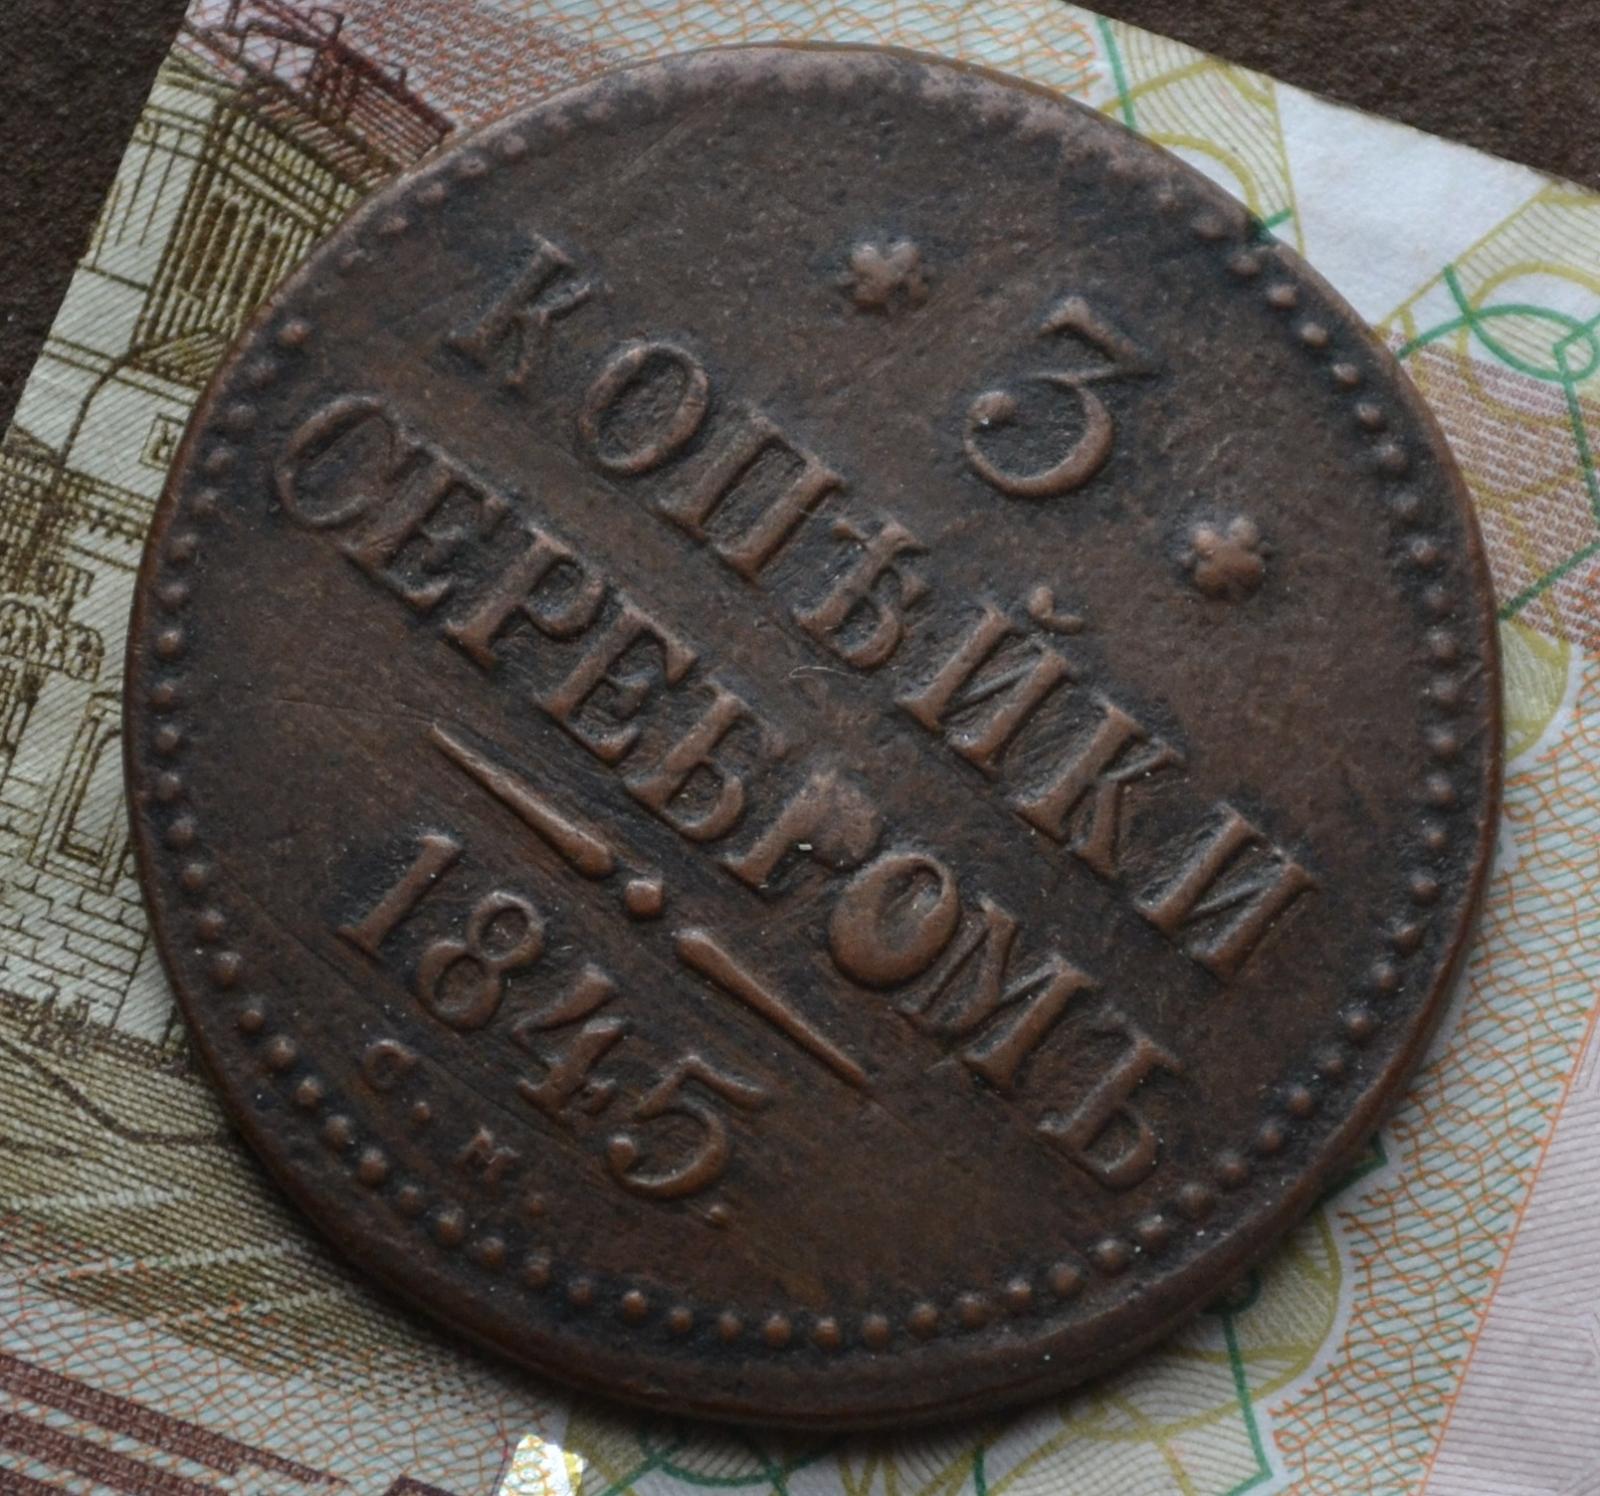 * 3 *
КОПѢЙКИ
СЕРЕБРОМЪ
1845.
С. М.